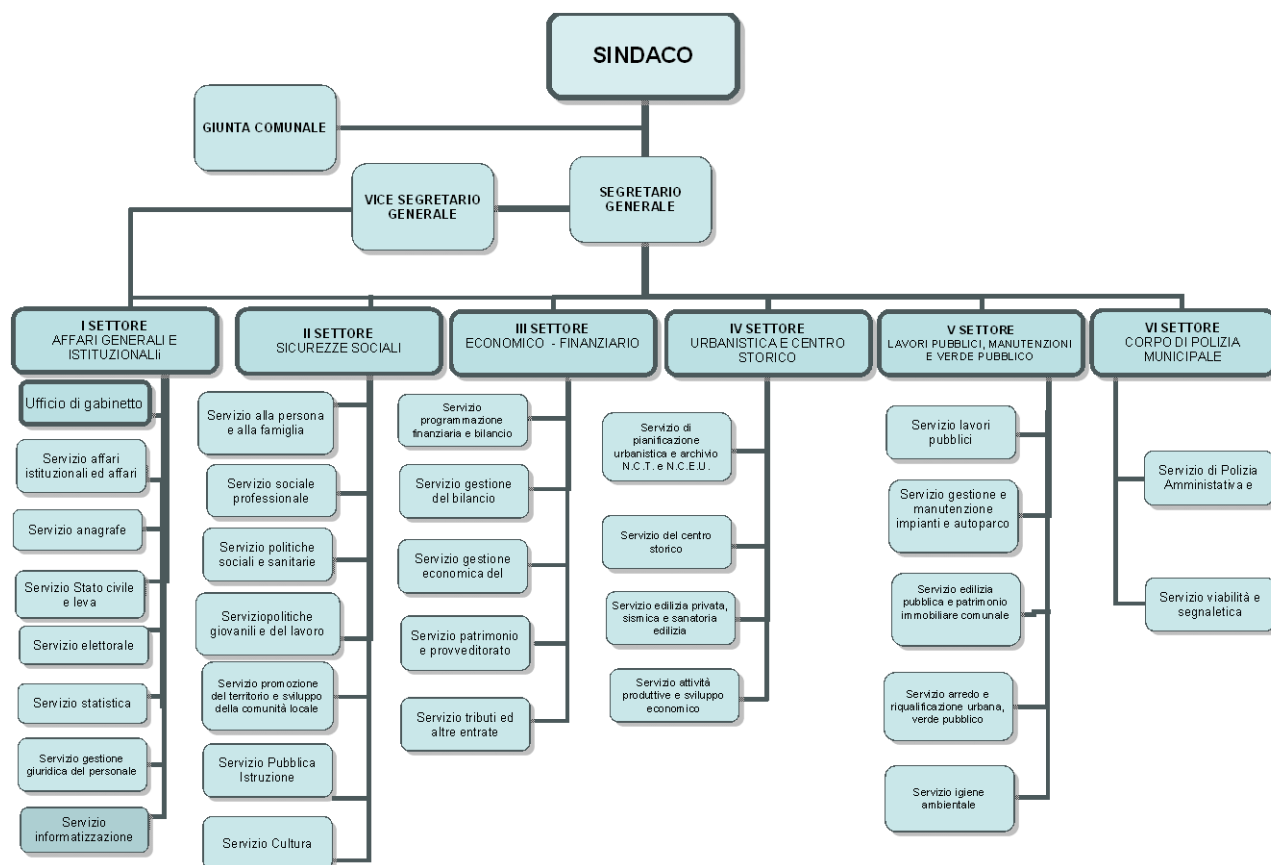 SINDACO
GIUNTA COMUNALE
VICE SEGRETARIO
GENERALE
SEGRETARIO
GENERALE
I SETTORE
AFFARI GENERALI E
ISTITUZIONALIi
Ufficio di gabinetto
Servizio affari
istituzionali ed affari
Servizio anagrafe
Servizio Stato civile
e leva
Servizio elettorale
Servizio statistica
Servizio gestione
giuridica del personale
Servizio
informatizzazione
II SETTORE
SICUREZZE SOCIALI
Servizio alla persona
e alla famiglia
Servizio sociale
professionale
Servizio politiche
sociali e sanitarie
Serviziopolitiche
giovanili e del lavoro
Servizio promozione
del territorio e sviluppo
della comunità locale
Servizio Pubblica
Istruzione
Servizio Cultura
III SETTORE
ECONOMICO - FINANZIARIO
Servizio
programmazione
finanziaria e bilancio
Servizio gestione
del bilancio
Servizio gestione
economica del
Servizio patrimonio
e provveditorato
Servizio tributi ed
altre entrate
IV SETTORE
URBANISTICA E CENTRO
STORICO
Servizio di
pianificazione
urbanistica e archivio
N.C.T. e N.C.E.U.
Servizio del centro
storico
Servizio edilizia privata,
sismica e sanatoria
edilizia
Servizio attività
produttive e sviluppo
economico
V SETTORE
LAVORI PUBBLICI, MANUTENZIONI
E VERDE PUBBLICO
Servizio lavori
pubblici
Servizio gestione e
manutenzione
impianti e autoparco
Servizio edilizia
pubblica e patrimonio
immobiliare comunale
Servizio arredo e
riqualificazione urbana,
verde pubblico
Servizio igiene
ambientale
VI SETTORE
CORPO DI POLIZIA
MUNICIPALE
Servizio di Polizia
Amministativa e
Servizio viabilità e
segnaletica